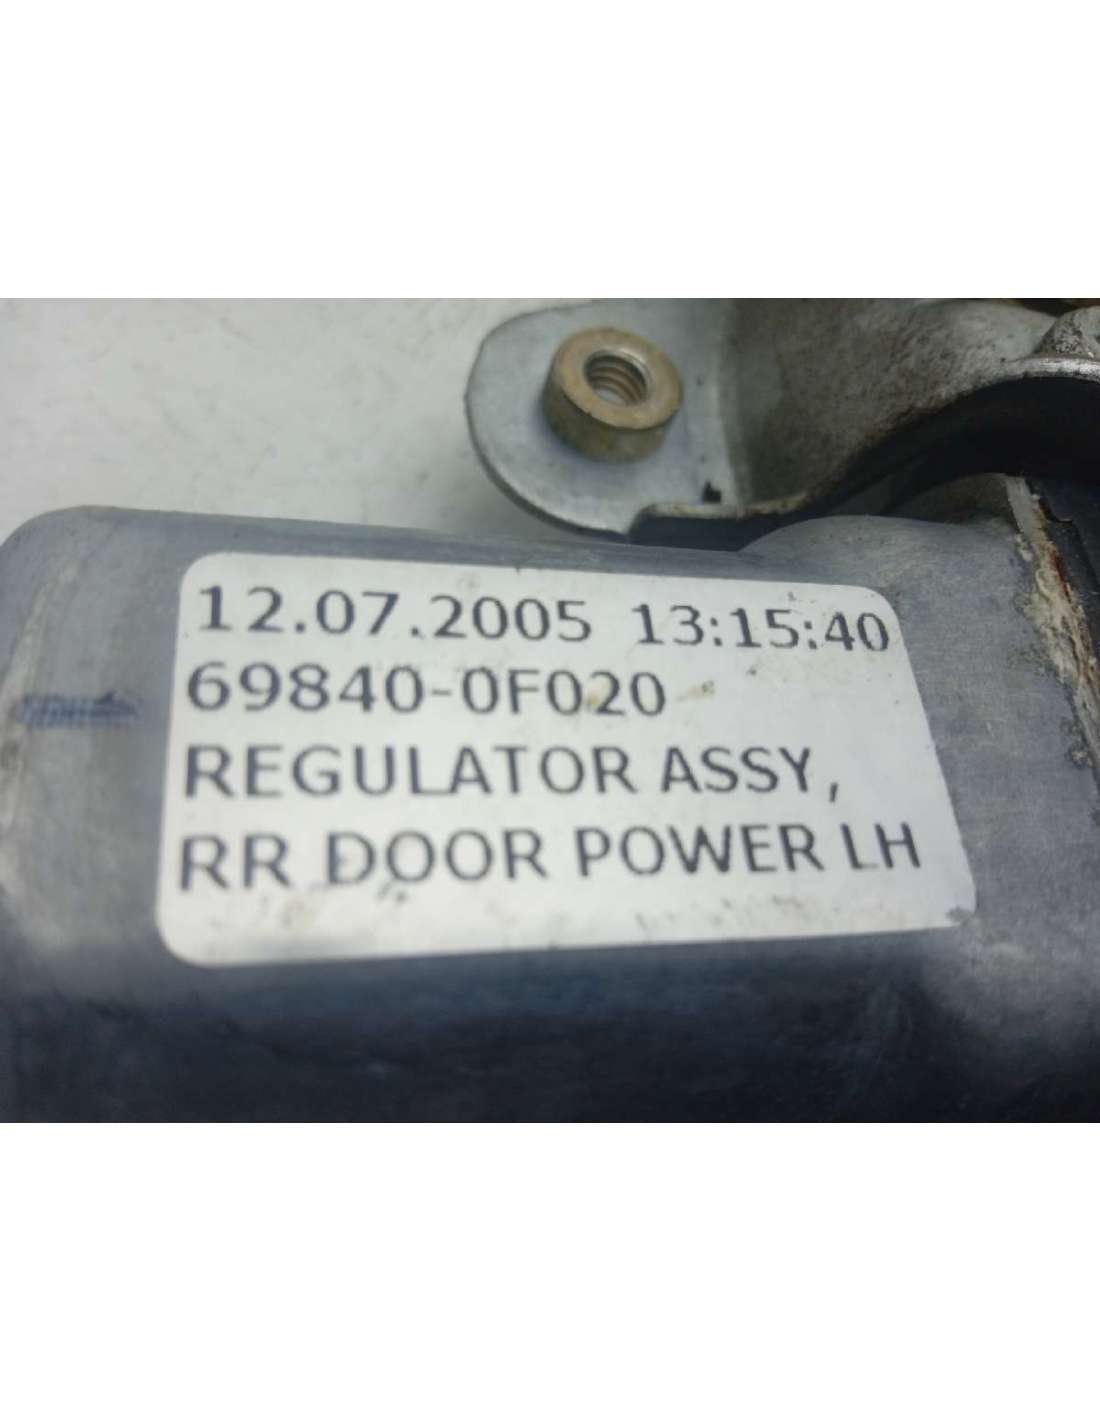 12.07.2005 13:15:40
69840-0F020
REGULATOR ASSY,
RR DOOR POWER LH